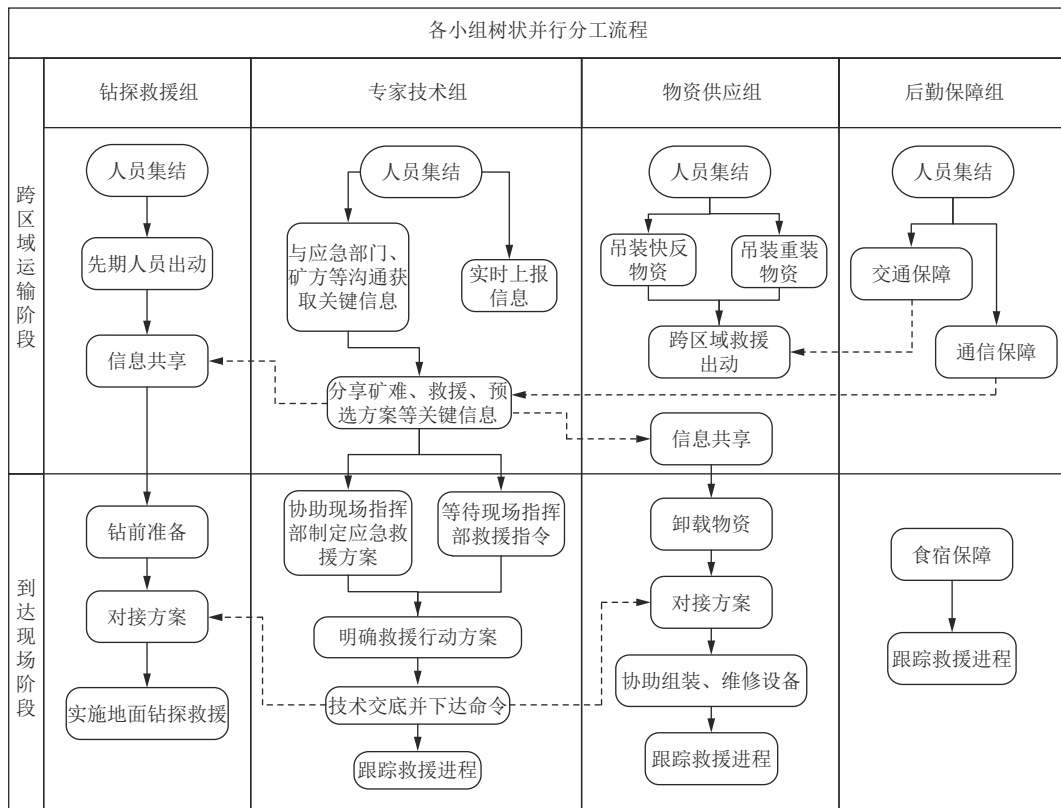 各小组树状并行分工流程
钻探救援组
专家技术组
物资供应组
后勤保障组
跨区域运输阶段
人员集结
先期人员出动
信息共享
人员集结
与应急部门、
矿方等沟通获
取关键信息
实时上报
信息
分享矿难、救援、预
选方案等关键信息
人员集结
吊装快反
物资
吊装重装
物资
跨区域救援
出动
信息共享
人员集结
交通保障
通信保障
到达现场阶段
钻前准备
对接方案
实施地面钻探救援
协助现场指挥
部制定应急救
援方案
等待现场指挥
部救援指令
明确救援行动方案
技术交底并下达命令
跟踪救援进程
卸载物资
对接方案
协助组装、维修设备
跟踪救援进程
食宿保障
跟踪救援进程